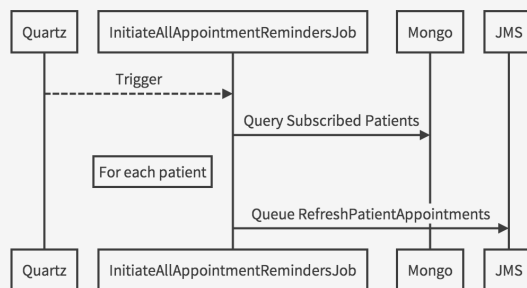 Quartz
InitiateAllAppointmentRemindersJob
Mongo
JMS
Trigger
Query Subscribed Patients
For each patient
Queue RefreshPatientAppointments
Quartz
InitiateAllAppointmentRemindersJob
Mongo
JMS